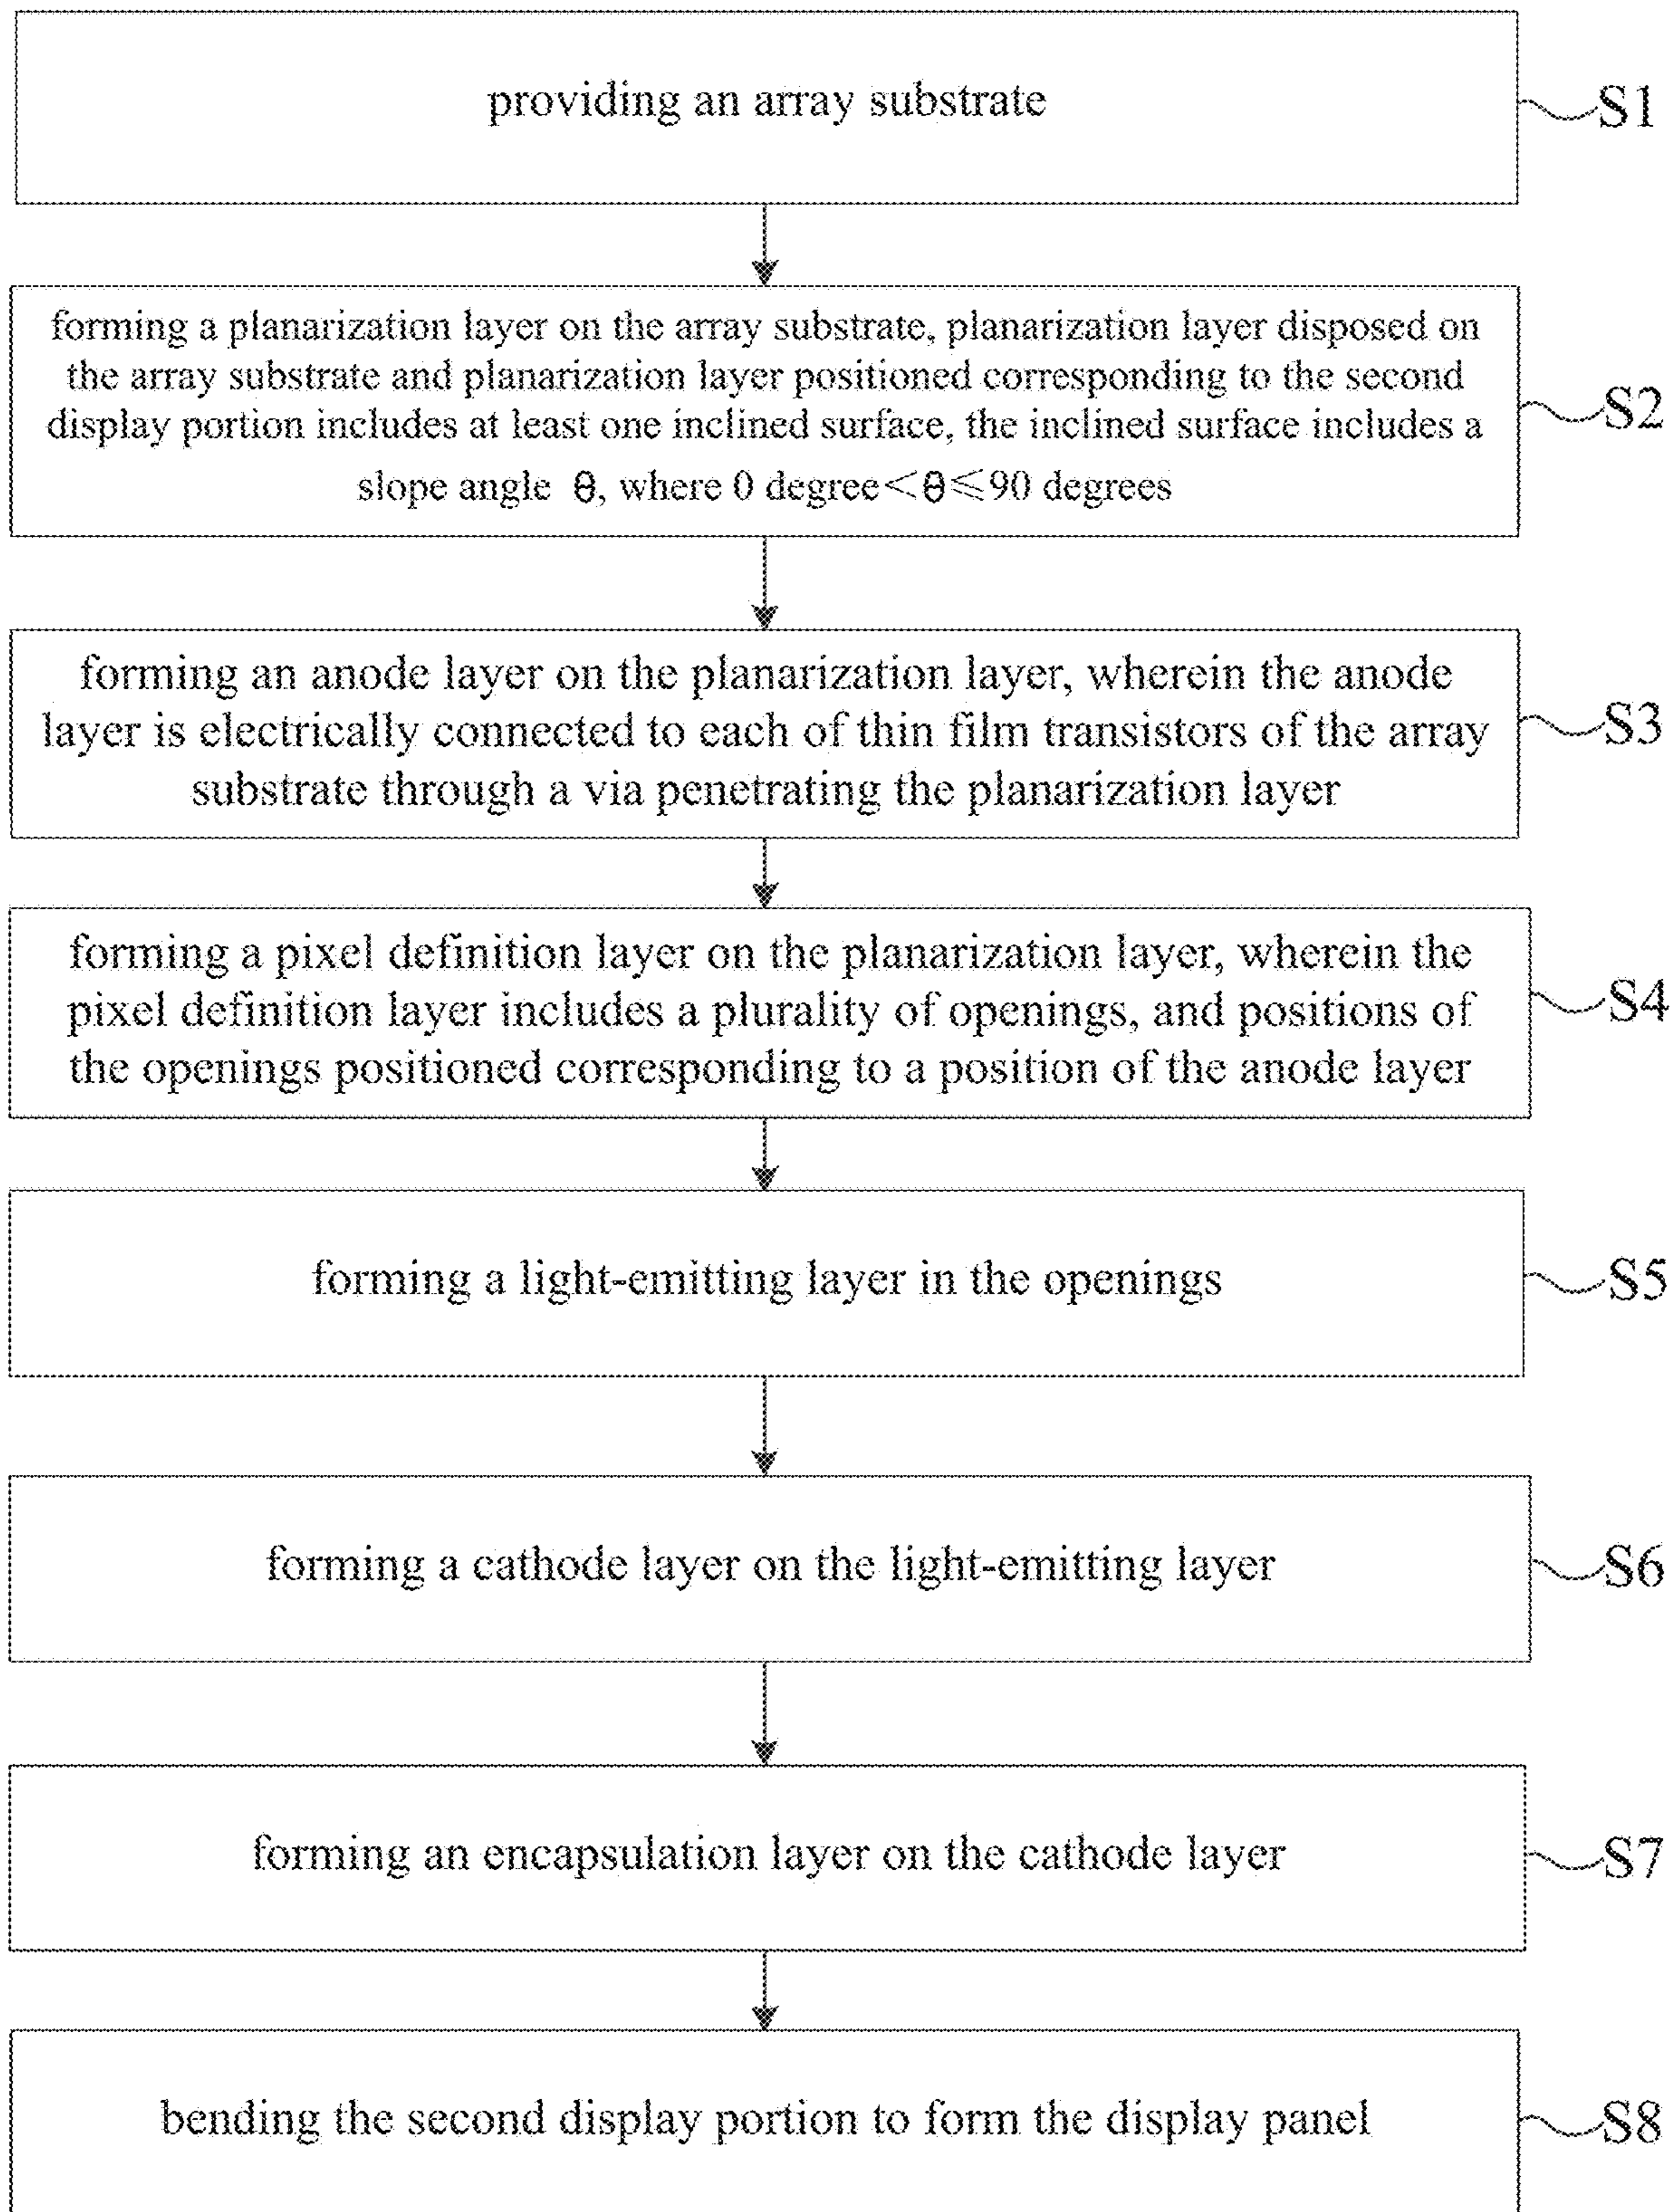 providing an array substrate
S1
forming a planarization layer on the array substrate, planarization layer disposed on
the array substrate and planarization layer positioned corresponding to the second
display portion includes at least one inclined surface, the inclined surface includes a
slope angle θ, where 0 degree<θ≤90 degrees
S2
forming an anode layer on the planarization layer, wherein the anode
layer is electrically connected to each of thin film transistors of the array
substrate through a via penetrating the planarization layer
S3
forming a pixel definition layer on the planarization layer, wherein the
pixel definition layer includes a plurality of openings, and positions of
the openings positioned corresponding to a position of the anode layer
S4
forming a light-emitting layer in the openings
S5
forming a cathode layer on the light-emitting layer
S6
forming an encapsulation layer on the cathode layer
S7
bending the second display portion to form the display panel
S8